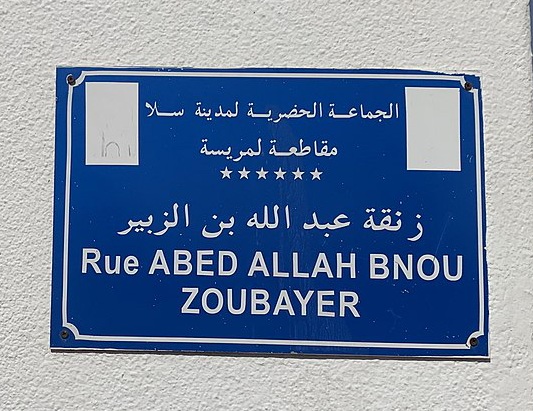 الجماعة الحضرية لمدينة سلا
مقاطعة لمريسة
زنقة عبد الله بن الزبير
Rue ABED ALLAH BNOU
ZOUBAYER